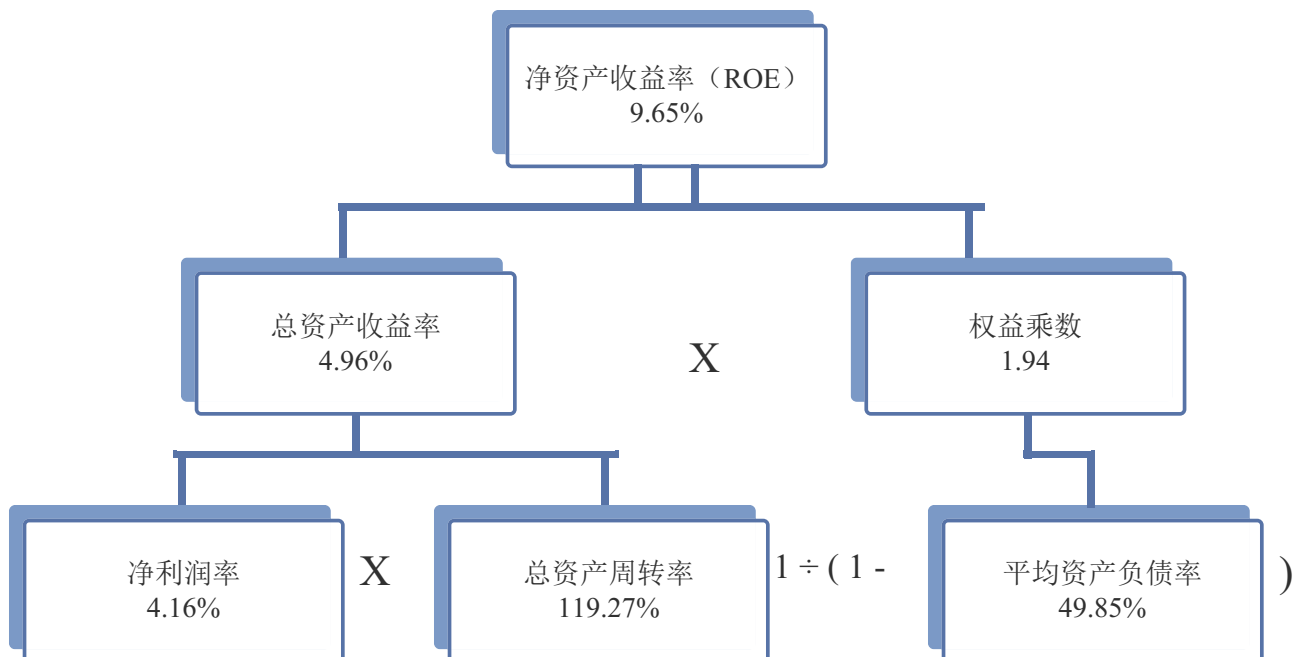 净资产收益率（ROE）
9.65%
总资产收益率
4.96%
X
权益乘数
1.94
净利润率
4.16%
X
总资产周转率
119.27%
1 ÷ ( 1 -
平均资产负债率
49.85%
)